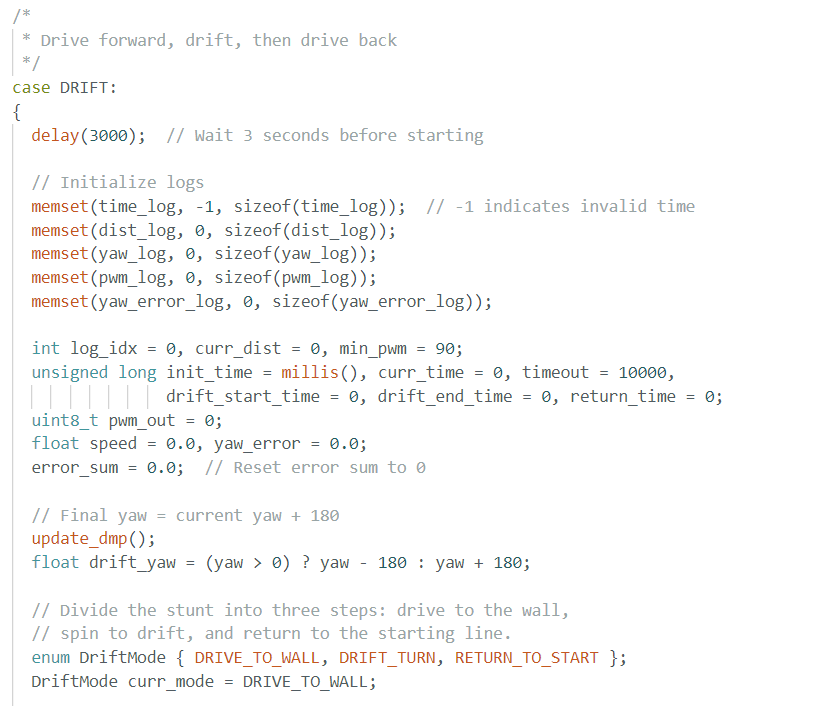 /*
 * Drive forward, drift, then drive back
 */
case DRIFT:
{
  delay(3000);  // Wait 3 seconds before starting

  // Initialize logs
  memset(time_log, -1, sizeof(time_log));  // -1 indicates invalid time
  memset(dist_log, 0, sizeof(dist_log));
  memset(yaw_log, 0, sizeof(yaw_log));
  memset(pwm_log, 0, sizeof(pwm_log));
  memset(yaw_error_log, 0, sizeof(yaw_error_log));

  int log_idx = 0, curr_dist = 0, min_pwm = 90;
  unsigned long init_time = millis(), curr_time = 0, timeout = 10000,
                drift_start_time = 0, drift_end_time = 0, return_time = 0;
  uint8_t pwm_out = 0;
  float speed = 0.0, yaw_error = 0.0;
  error_sum = 0.0;  // Reset error sum to 0

  // Final yaw = current yaw + 180
  update_dmp();
  float drift_yaw = (yaw > 0) ? yaw - 180 : yaw + 180;

  // Divide the stunt into three steps: drive to the wall,
  // spin to drift, and return to the starting line.
  enum DriftMode { DRIVE_TO_WALL, DRIFT_TURN, RETURN_TO_START };
  DriftMode curr_mode = DRIVE_TO_WALL;